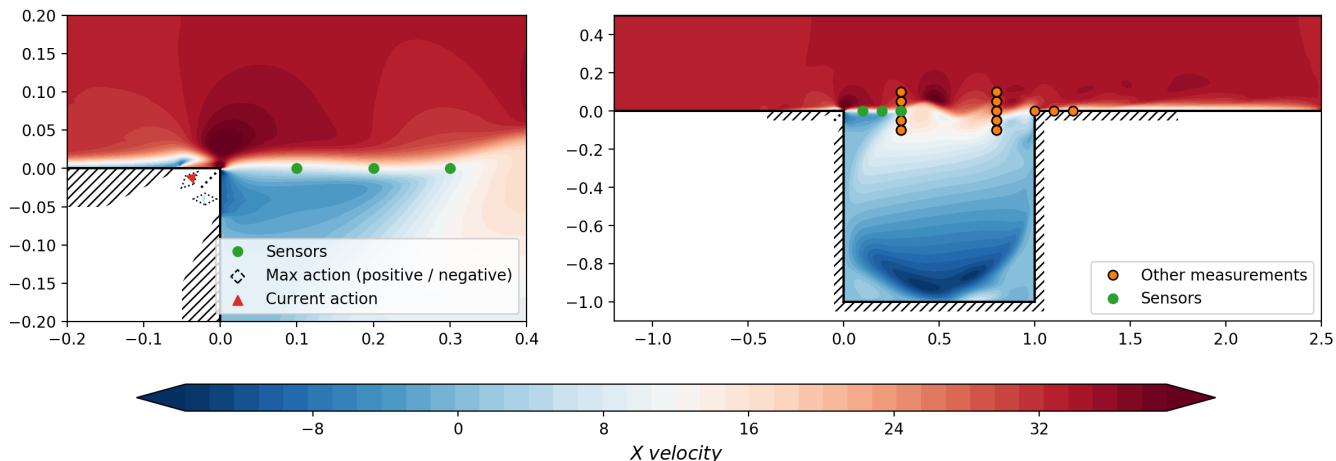 0.20
0.15
0.10
0.05
0.00
−0.05
−0.10
−0.15
−0.20
−0.2 −0.1 0.0 0.1 0.2 0.3 0.4
Sensors
Max action (positive / negative)
Current action
0.4
0.2
0.0
−0.2
−0.4
−0.6
−0.8
−1.0
−1.0 −0.5 0.0 0.5 1.0 1.5 2.0 2.5
Other measurements
Sensors
−8 0 8 16 24 32
X velocity